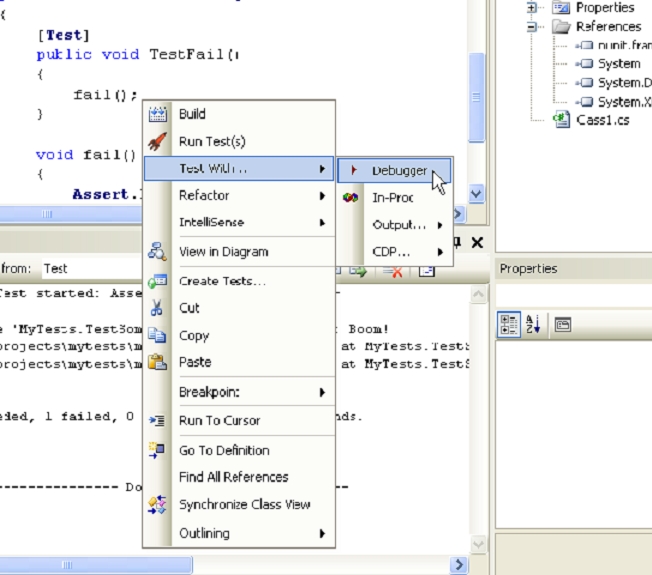 {
[Test]
public void TestFail()
{
fail();
}
void fail()
{
Assert.
Build
Run Test(s)
Test With...
Refactor
IntelliSense
View in Diagram
Create Tests...
Cut
Copy
Paste
Breakpoint
Run To Cursor
Go To Definition
Find All References
Synchronize Class View
Outlining
Debugger
In-Proc
Output...
CDP...
from: Test
Test started: Asse
e 'MyTests.TestSom : Boom!
projects\mytests\m at MyTests.TestS
projects\mytests\m at MyTests.TestS
eded, 1 failed, 0 nds.
--------------- Do --
Properties
References
nunit.fram
System
System.D
System.X
Class1.cs
Properties